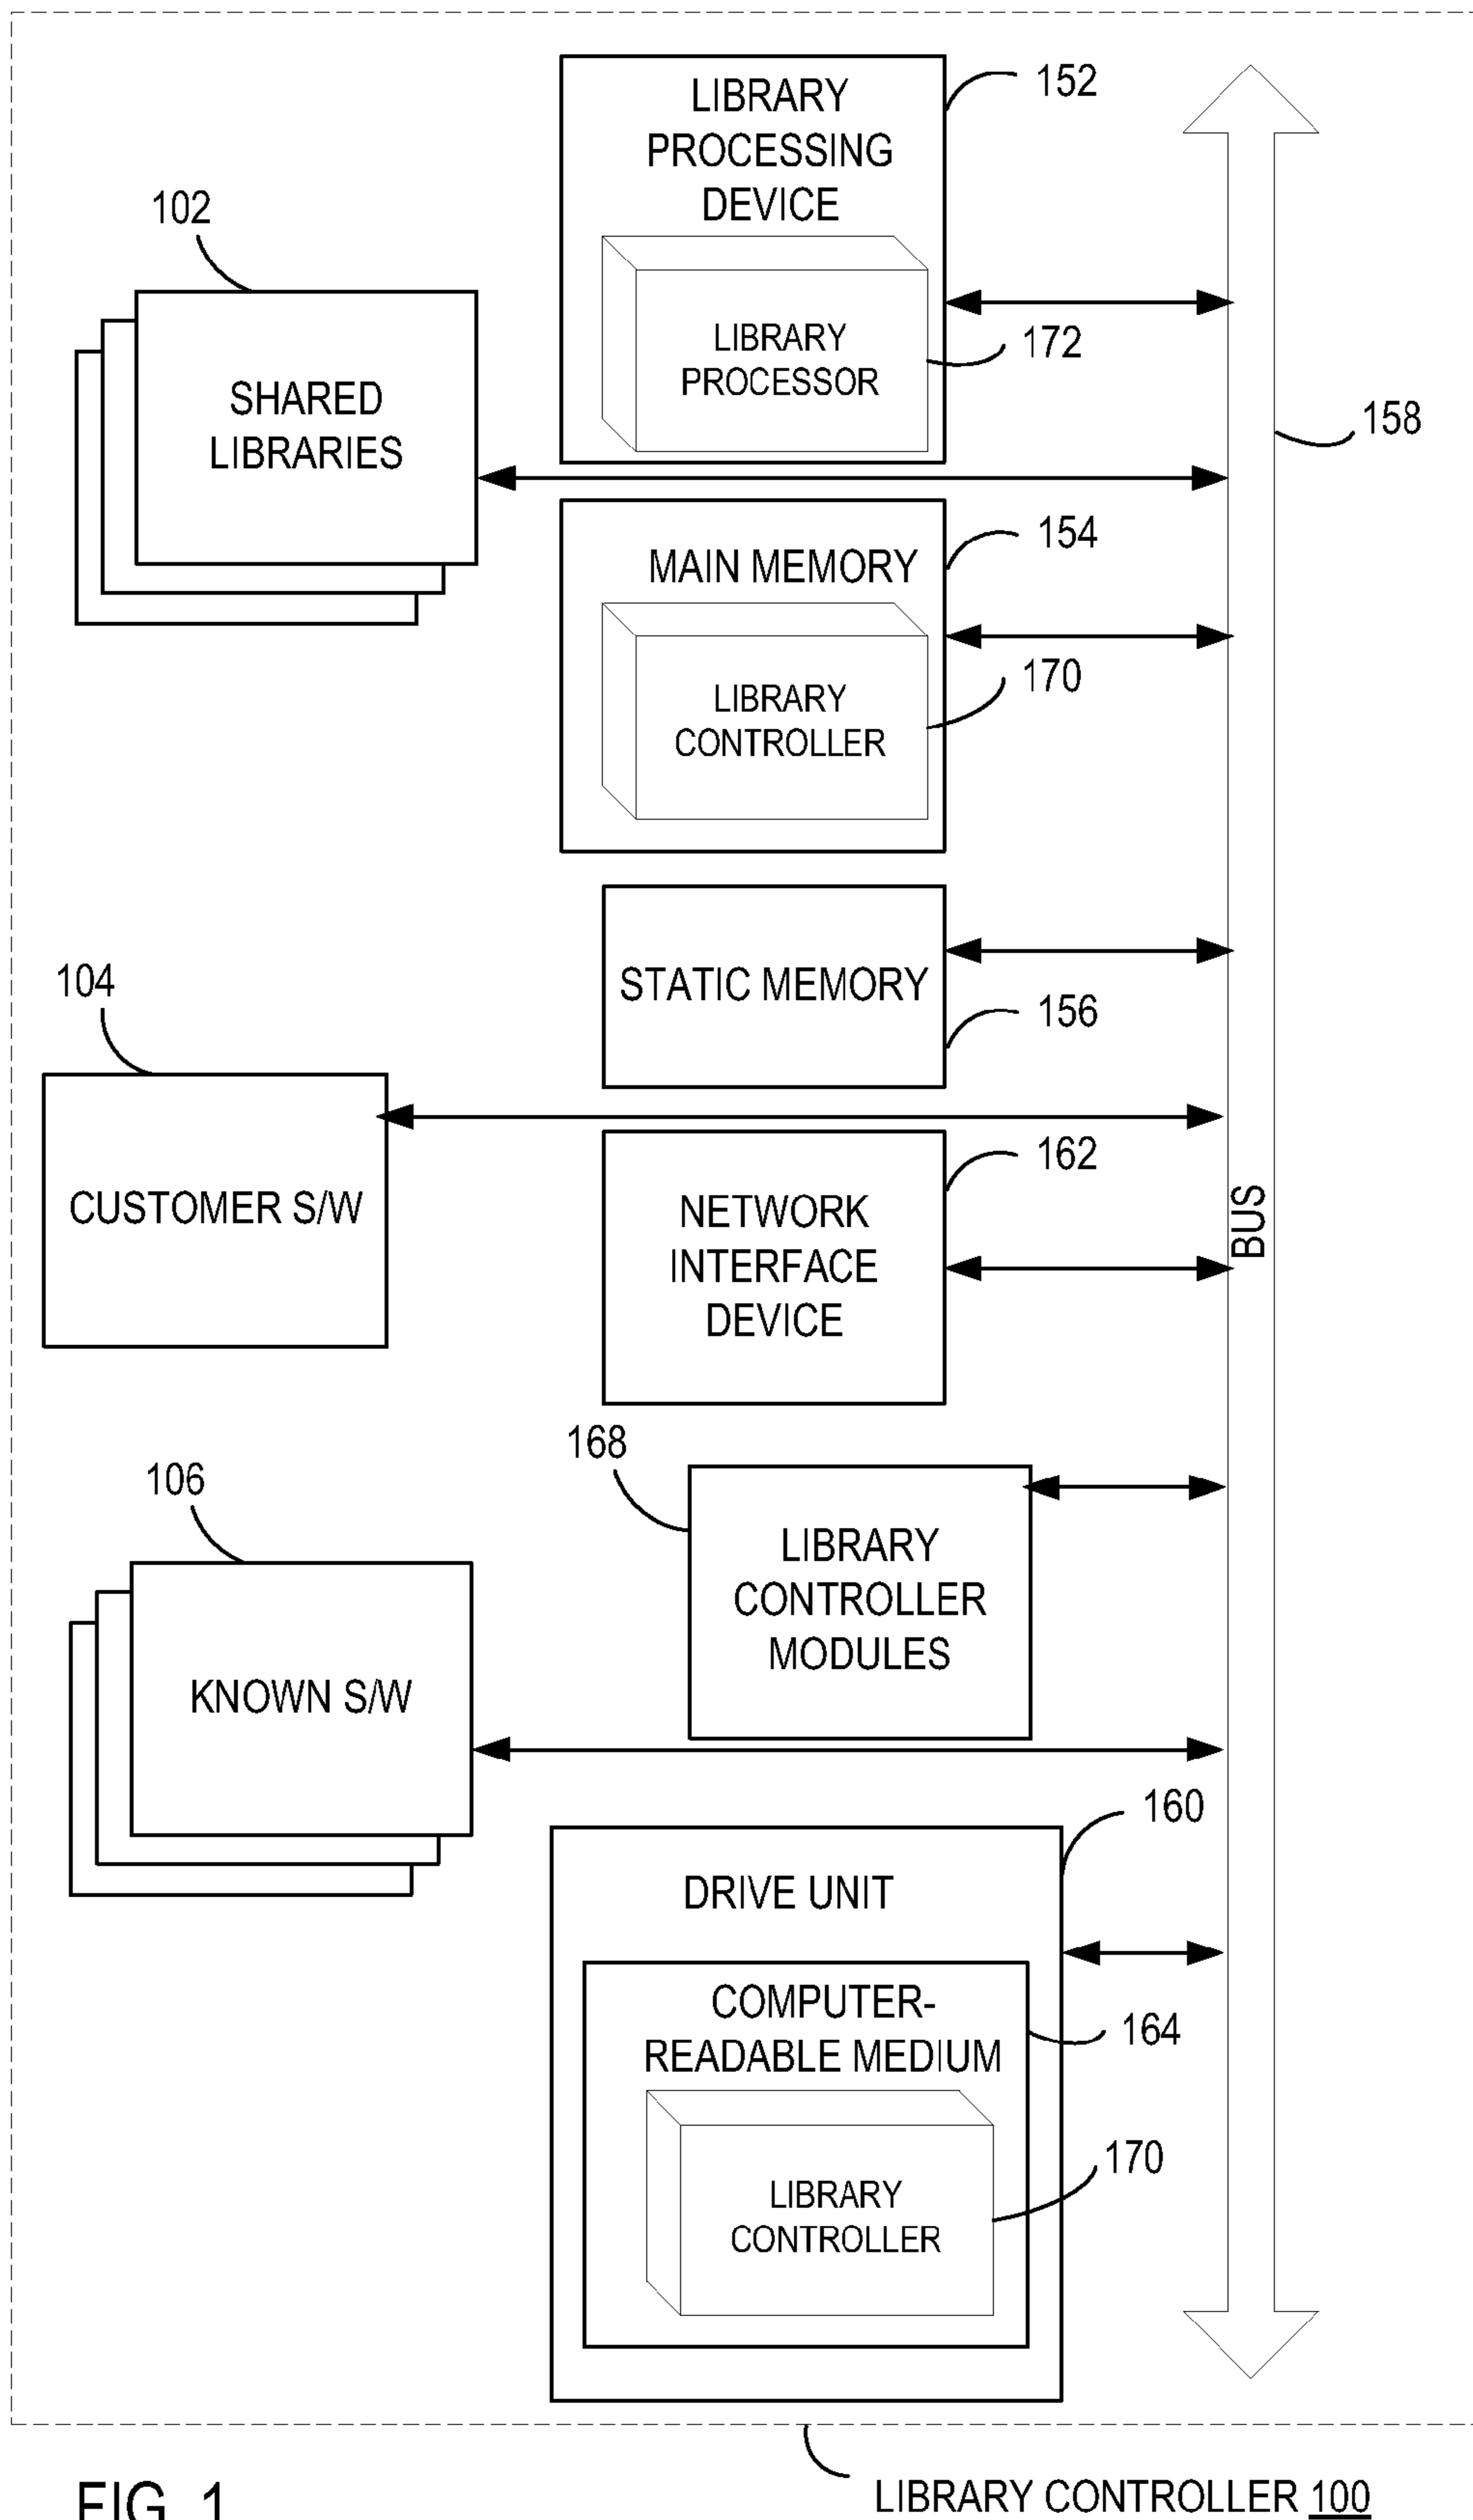 LIBRARY
PROCESSING
DEVICE
152
102
LIBRARY
PROCESSOR
172
SHARED
LIBRARIES
158
154
MAIN MEMORY
170
LIBRARY
CONTROLLER
104
STATIC MEMORY
156
162
CUSTOMER S/W
NETWORK
INTERFACE
DEVICE
BUS
168
106
LIBRARY
CONTROLLER
MODULES
KNOWN S/W
160
DRIVE UNIT
COMPUTER-
READABLE MEDIUM
164
170
LIBRARY
CONTROLLER
LIBRARY CONTROLLER 100
FIG. 1